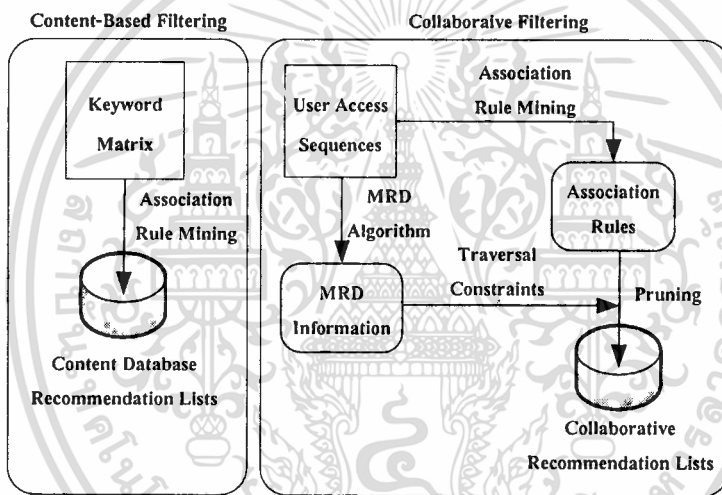 Content-Based Filtering
Keyword
Matrix
Association
Rule Mining
Content Database
Recommendation Lists
Collaboraive Filtering
User Access
Sequences
Association
Rule Mining
MRD
Algorithm
Association
Rules
MRD
Information
Traversal
Constraints
Pruning
Collaborative
Recommendation Lists